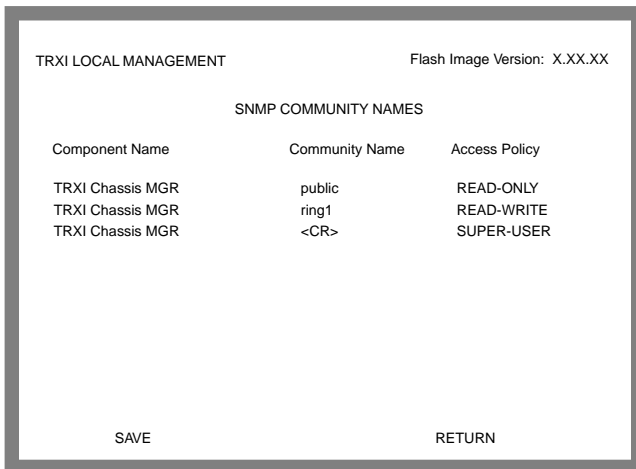 TRXI LOCAL MANAGEMENT Flash Image Version: X.XX.XX
SNMP COMMUNITY NAMES
Component Name Community Name Access Policy
TRXI Chassis MGR public READ-ONLY
TRXI Chassis MGR ring1 READ-WRITE
TRXI Chassis MGR <CR> SUPER-USER
SAVE RETURN